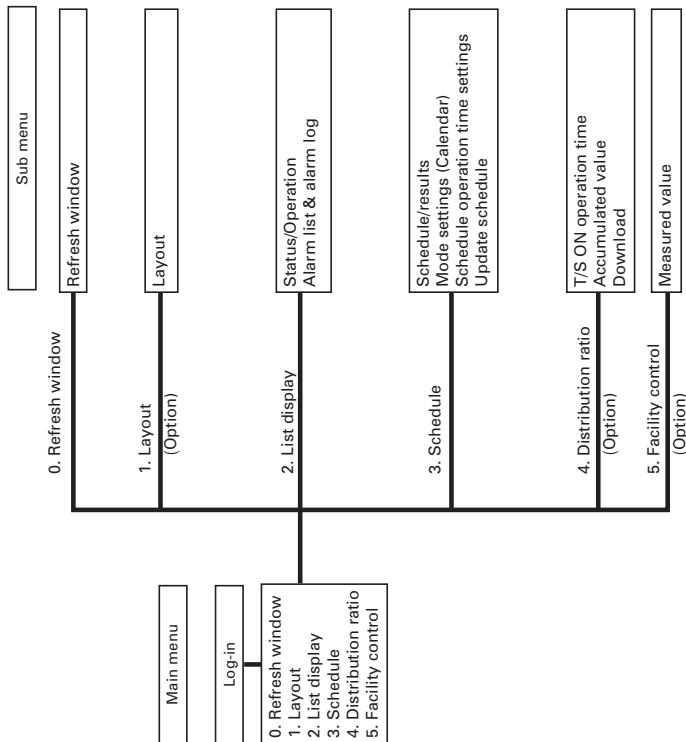 Main menu
Log-in
0. Refresh window
1. Layout
2. List display
3. Schedule
4. Distribution ratio
5. Facility control
Sub menu
0. Refresh window
Refresh window
1. Layout
(Option)
Layout
2. List display
Status/Operation
Alarm list & alarm log
3. Schedule
Schedule/results
Mode settings (Calendar)
Schedule operation time settings
Update schedule
4. Distribution ratio
(Option)
T/S ON operation time
Accumulated value
Download
5. Facility control
(Option)
Measured value